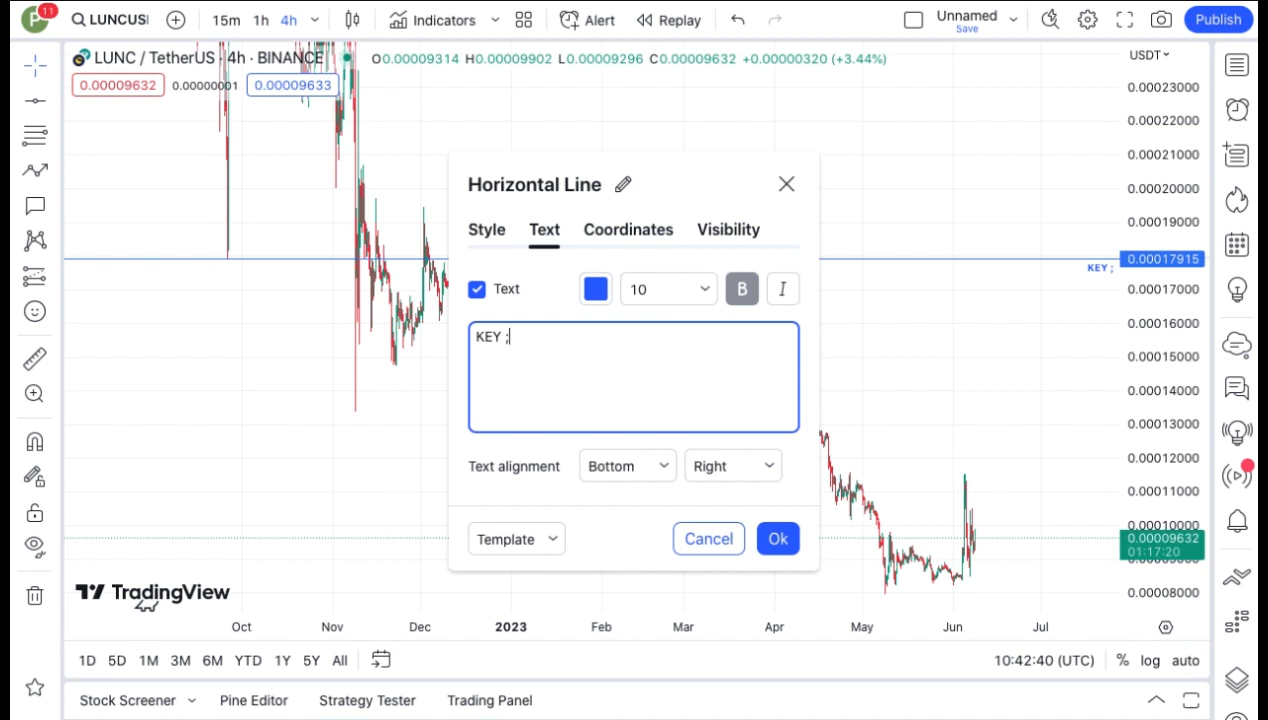 P 11 LUNCUS 15m 1h 4h Indicators Alert Replay Unnamed Save Publish
LUNC / TetherUS · 4h · BINANCE O0.00009314 H0.00009902 L0.00009296 C0.00009632 +0.00000320 (+3.44%) USDT
0.00009632 0.00000001 0.00009633
0.00023000
0.00022000
0.00021000
0.00020000
0.00019000
KEY ; 0.00017915
0.00017000
0.00016000
0.00015000
0.00014000
0.00013000
0.00012000
0.00011000
0.00010000
0.00009632
01:17:20
0.00008000
Horizontal Line
Style Text Coordinates Visibility
Text 10 B I
KEY ;
Text alignment Bottom Right
Template Cancel Ok
TradingView
Oct Nov Dec 2023 Feb Mar Apr May Jun Jul
1D 5D 1M 3M 6M YTD 1Y 5Y All 10:42:40 (UTC) % log auto
Stock Screener Pine Editor Strategy Tester Trading Panel